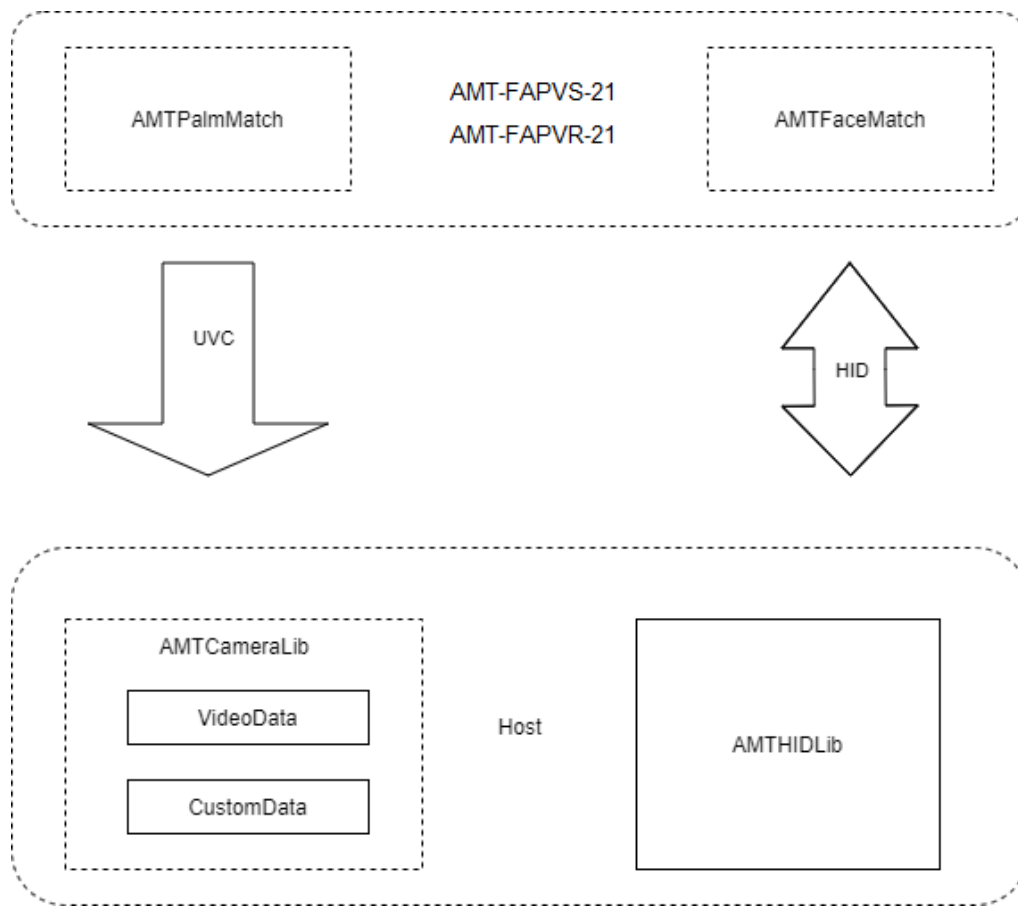 AMTPalmMatch
AMT-FAPVS-21
AMT-FAPVR-21
AMTFaceMatch
UVC
HID
AMTCameraLib
VideoData
CustomData
Host
AMTHIDLib